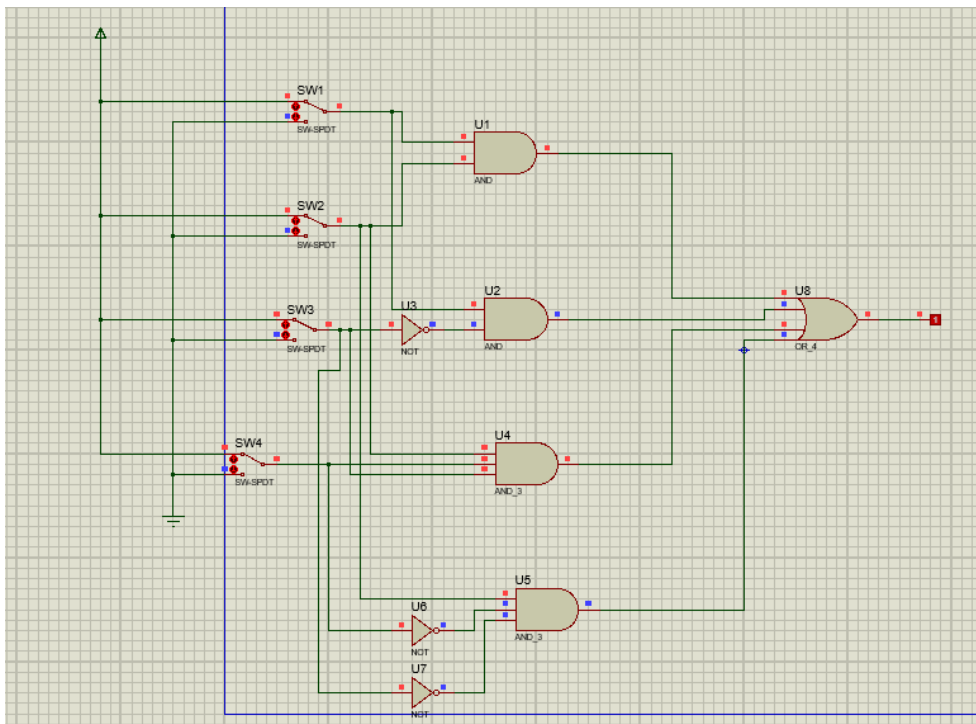 SW1
SW-SPDT
U1
AND
SW2
SW-SPDT
U2
AND
U3
NOT
SW3
SW-SPDT
U8
OR_4
1
SW4
SW-SPDT
U4
AND_3
U5
AND_3
U6
NOT
U7
NOT